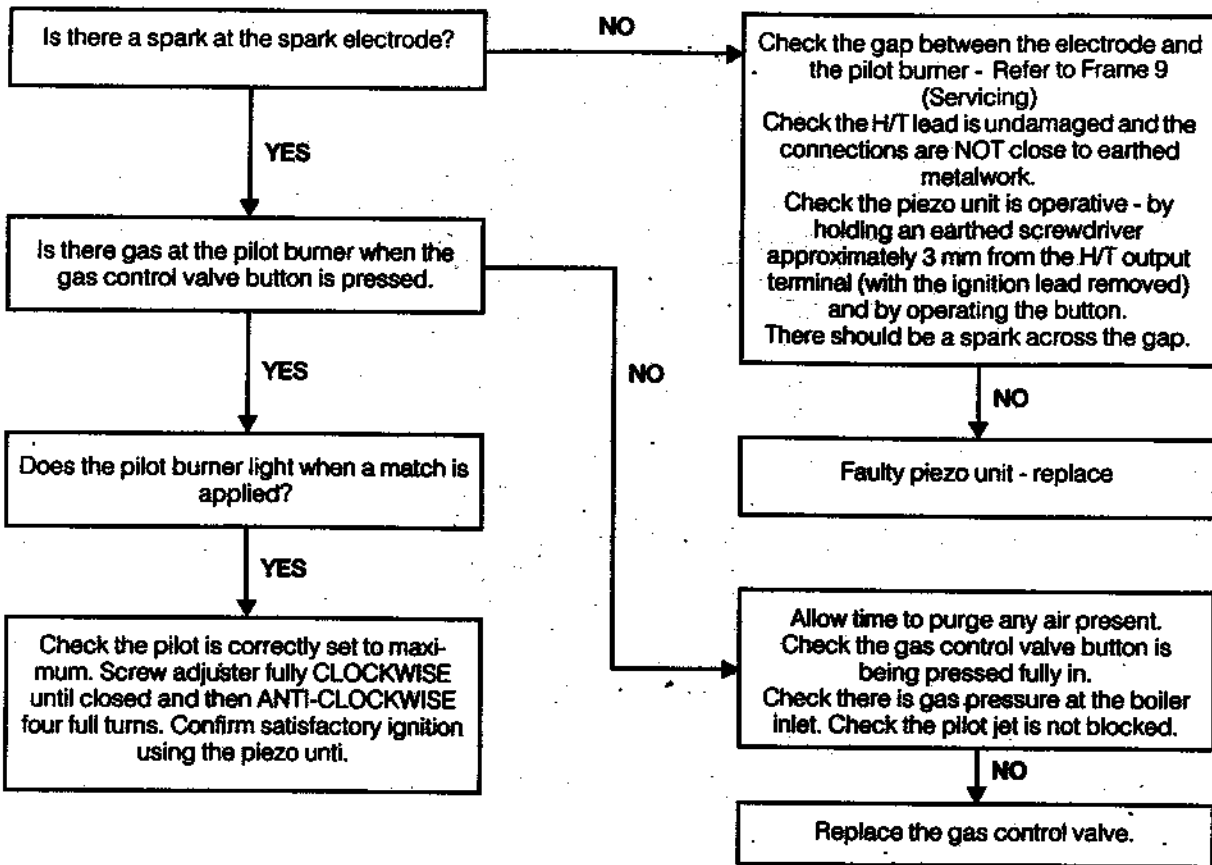 Is there a spark at the spark electrode?
NO
Check the gap between the electrode and
the pilot burner - Refer to Frame 9
(Servicing)
Check the H/T lead is undamaged and the
connections are NOT close to earthed
metalwork.
Check the piezo unit is operative - by
holding an earthed screwdriver
approximately 3 mm from the H/T output
terminal (with the ignition lead removed)
and by operating the button.
There should be a spark across the gap.
YES
Is there gas at the pilot burner when the
gas control valve button is pressed.
YES
NO
NO
Does the pilot burner light when a match is
applied?
Faulty piezo unit - replace
YES
Check the pilot is correctly set to maxi-
mum. Screw adjuster fully CLOCKWISE
until closed and then ANTI-CLOCKWISE
four full turns. Confirm satisfactory ignition
using the piezo unti.
Allow time to purge any air present.
Check the gas control valve button is
being pressed fully in.
Check there is gas pressure at the boiler
inlet. Check the pilot jet is not blocked.
NO
Replace the gas control valve.